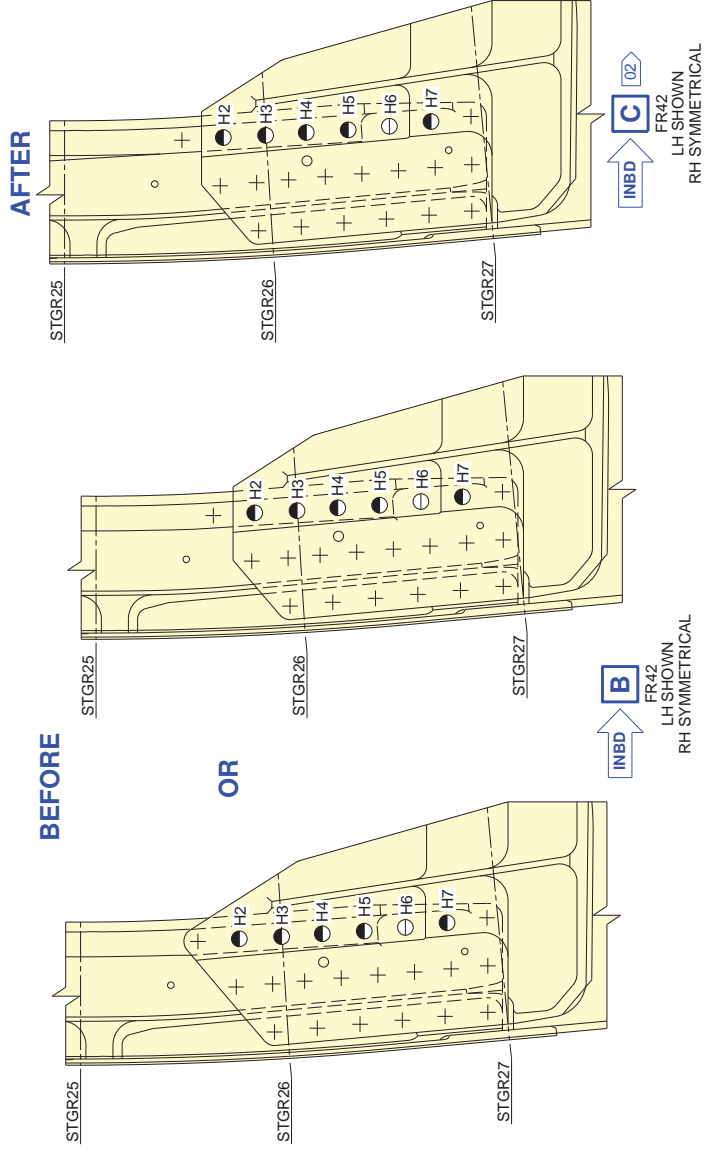 BEFORE
STGR25
STGR26
STGR27
H2
H3
H4
H5
H6
H7
OR
STGR25
STGR26
STGR27
H2
H3
H4
H5
H6
H7
INBD
B
FR42
LH SHOWN
RH SYMMETRICAL
AFTER
STGR25
STGR26
STGR27
H2
H3
H4
H5
H6
H7
INBD
C
02
FR42
LH SHOWN
RH SYMMETRICAL